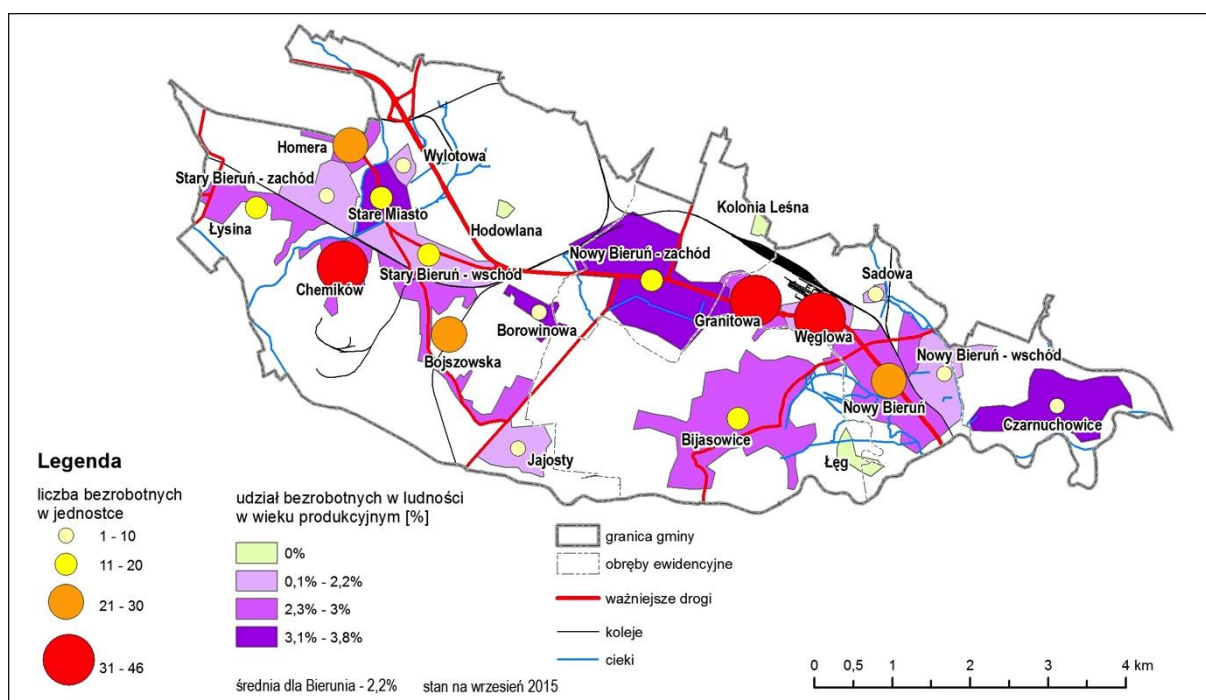 Homera
Wylotowa
Stary Bieruń - zachód
Stare Miasto
Łysina
Hodowlana
Kolonia Leśna
Stary Bieruń - wschód
Nowy Bieruń - zachód
Sadowa
Chemików
Borowinowa
Granitowa
Węglowa
Bojszowska
Nowy Bieruń - wschód
Nowy Bieruń
Czarnuchowice
Bijasowice
Łęg
Jajosty
Legenda
liczba bezrobotnych
w jednostce
1 - 10
11 - 20
21 - 30
31 - 46
udział bezrobotnych w ludności
w wieku produkcyjnym [%]
0%
0,1% - 2,2%
2,3% - 3%
3,1% - 3,8%
średnia dla Bierunia - 2,2% stan na wrzesień 2015
granica gminy
obręby ewidencyjne
ważniejsze drogi
koleje
cieki
0 0,5 1 2 3 4 km